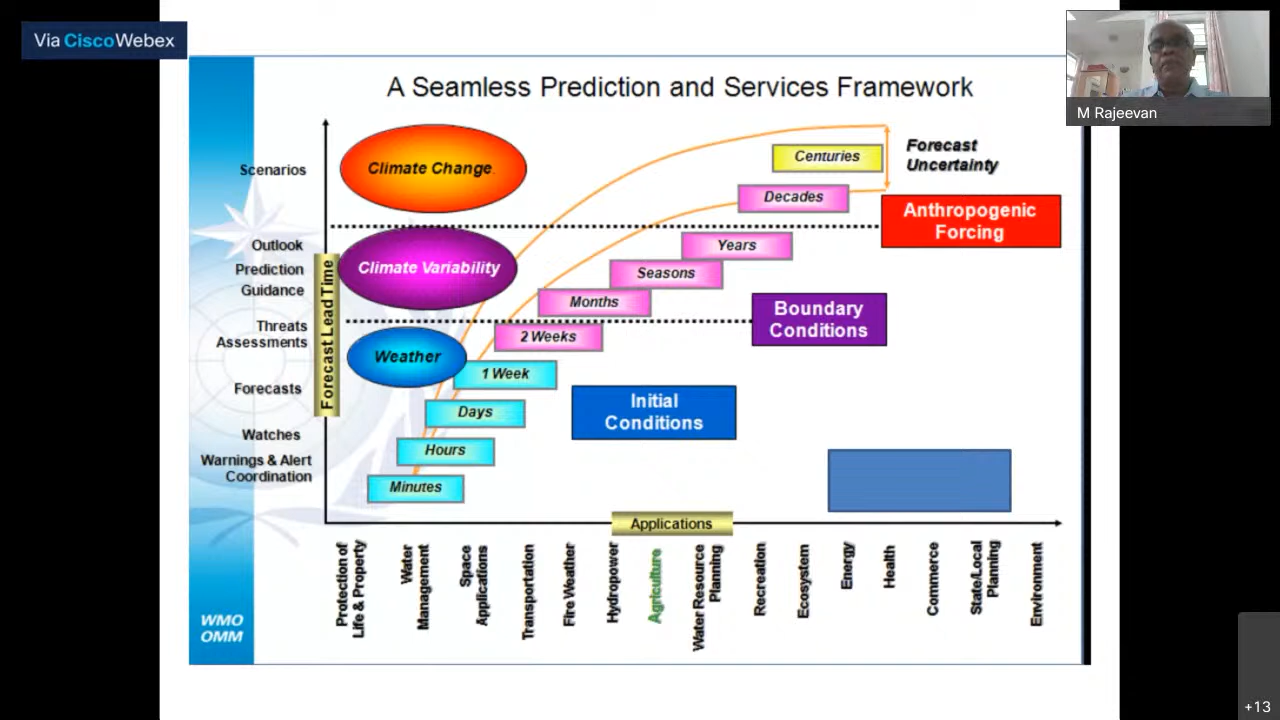 Via CiscoWebex
M Rajeevan
A Seamless Prediction and Services Framework
Scenarios
Outlook
Prediction
Guidance
Threats
Assessments
Forecasts
Watches
Warnings & Alert
Coordination
Forecast Lead Time
Climate Change.
Climate Variability
Weather
Centuries
Decades
Years
Seasons
Months
2 Weeks
1 Week
Days
Hours
Minutes
Forecast
Uncertainty
Anthropogenic
Forcing
Boundary
Conditions
Initial
Conditions
Applications
Protection of
Life & Property
Water
Management
Space
Applications
Transportation
Fire Weather
Hydropower
Agriculture
Water Resource
Planning
Recreation
Ecosystem
Energy
Health
Commerce
State/Local
Planning
Environment
WMO
OMM
+13